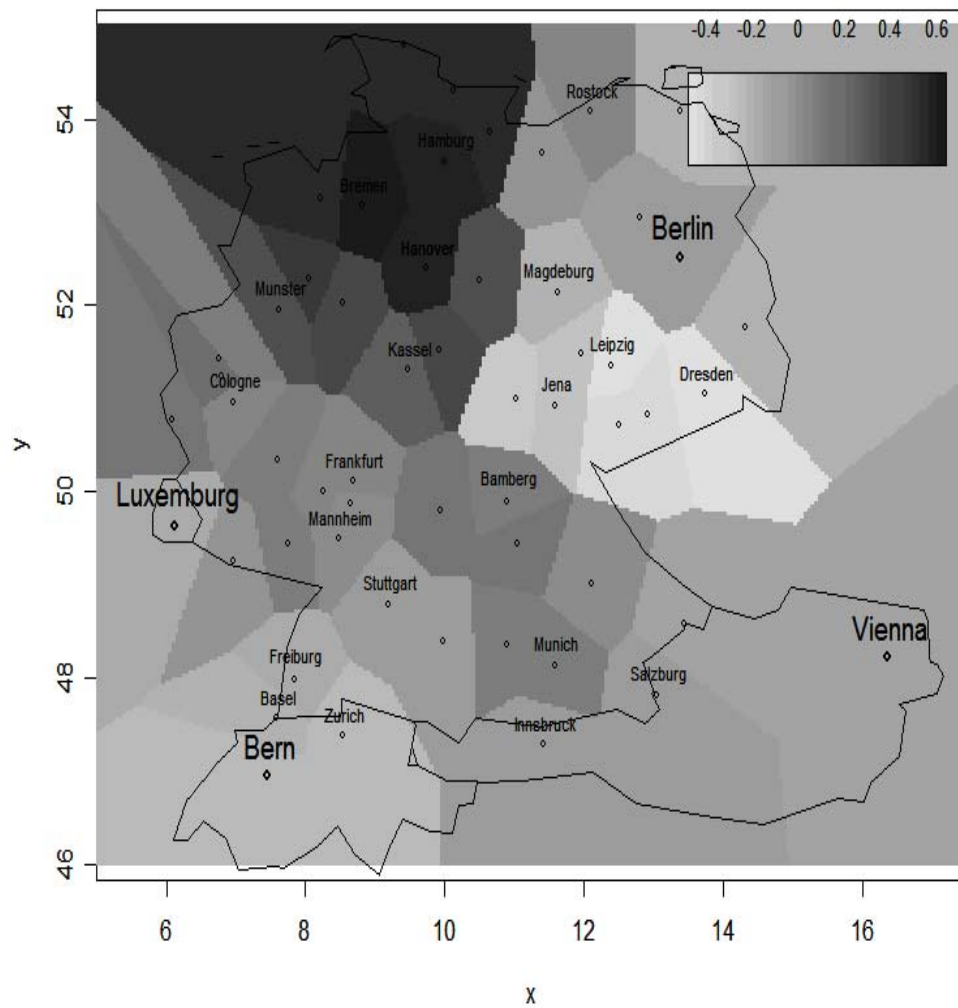 -0.4 -0.2 0 0.2 0.4 0.6
Rostock
Hamburg
Bremen
Berlin
Hanover
Magdeburg
Munster
Kassel
Leipzig
Cologne
Jena
Dresden
Frankfurt
Bamberg
Luxemburg
Mannheim
Stuttgart
Vienna
Munich
Freiburg
Salzburg
Basel
Zurich
Innsbruck
Bern
54
52
50
48
46
y
6 8 10 12 14 16
x